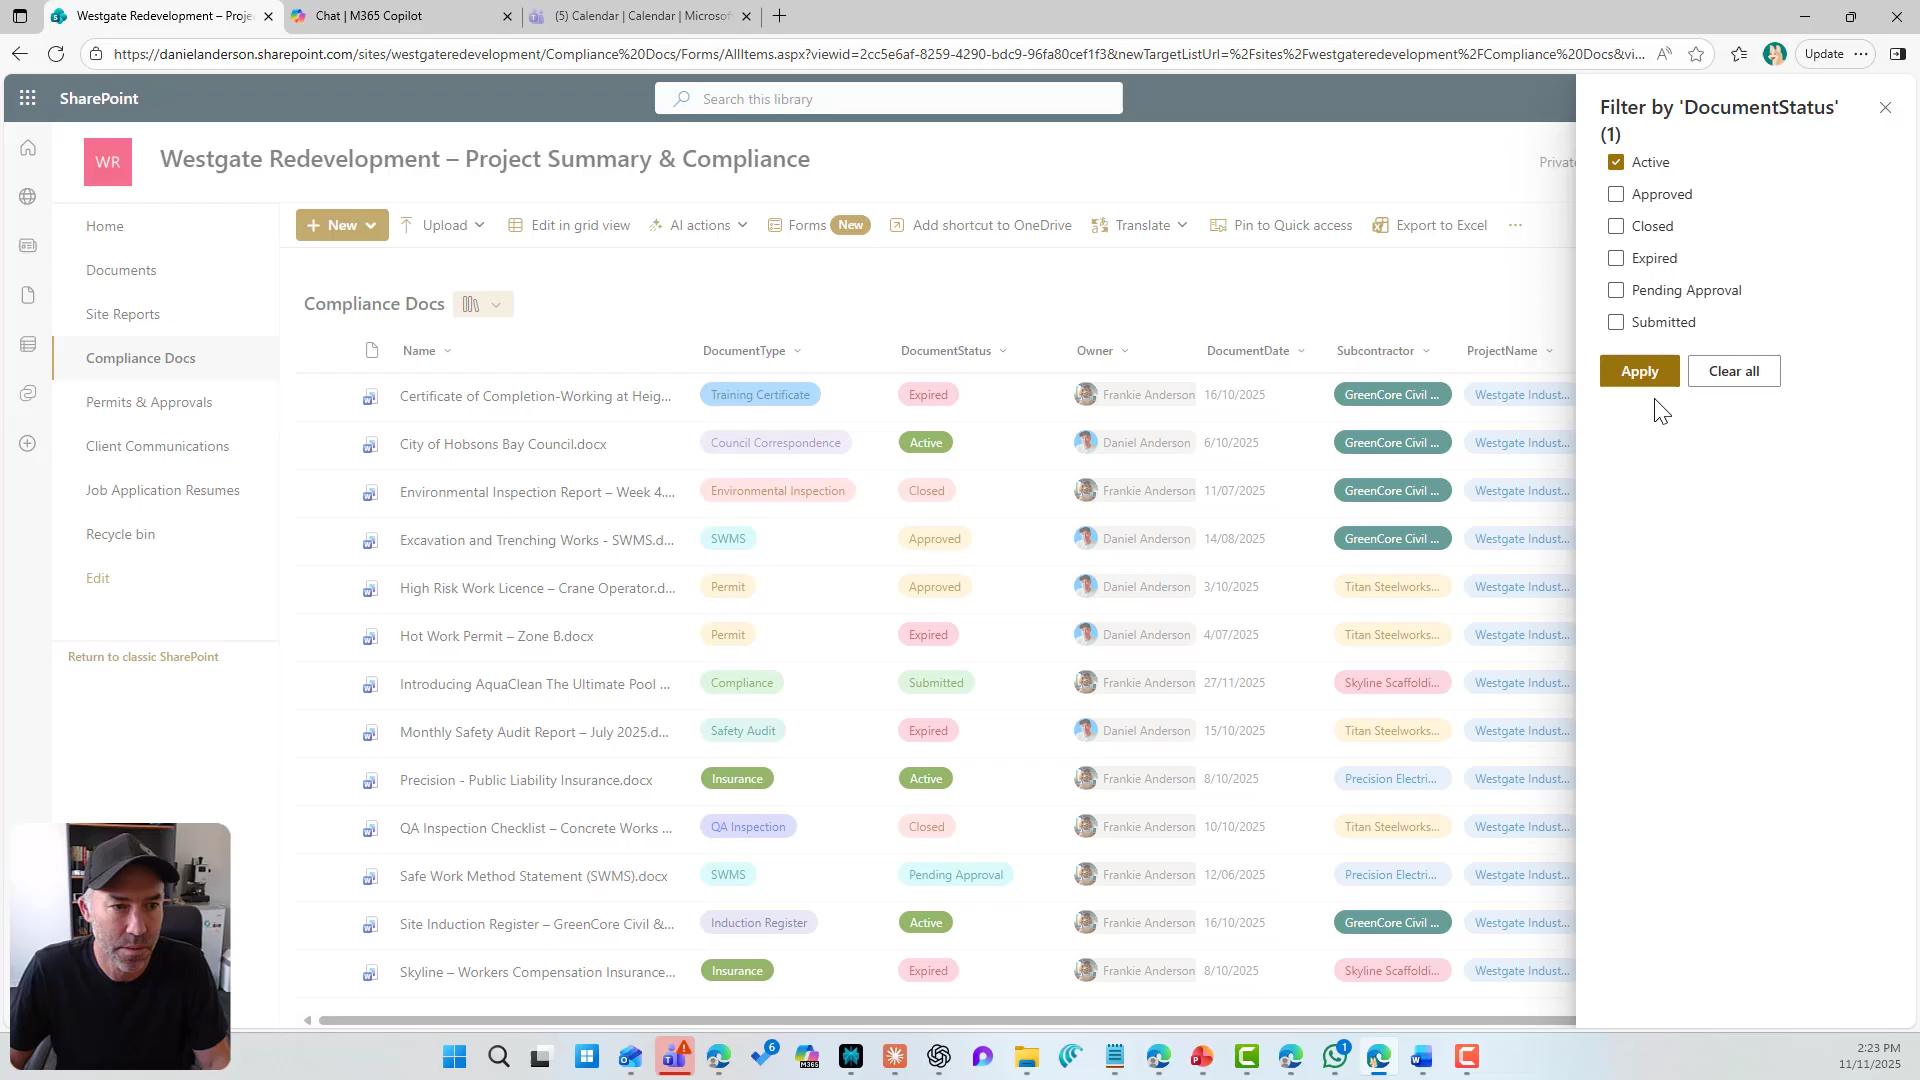 Westgate Redevelopment – Proje
Chat | M365 Copilot
(5) Calendar | Calendar | Microsof
https://danielanderson.sharepoint.com/sites/westgateredevelopment/Compliance%20Docs/Forms/AllItems.aspx?viewid=2cc5e6af-8259-4290-bdc9-96fa80cef1f3&newTargetListUrl=%2Fsites%2Fwestgateredevelopment%2FCompliance%20Docs&vi...
Update
SharePoint
Search this library
WR
Westgate Redevelopment – Project Summary & Compliance
Private
Home
Documents
Site Reports
Compliance Docs
Permits & Approvals
Client Communications
Job Application Resumes
Recycle bin
Edit
Return to classic SharePoint
New Upload Edit in grid view AI actions Forms New Add shortcut to OneDrive Translate Pin to Quick access Export to Excel ...
Compliance Docs
Name DocumentType DocumentStatus Owner DocumentDate Subcontractor ProjectName
Certificate of Completion-Working at Heig... Training Certificate Expired Frankie Anderson 16/10/2025 GreenCore Civil ... Westgate Indust...
City of Hobsons Bay Council.docx Council Correspondence Active Daniel Anderson 6/10/2025 GreenCore Civil ... Westgate Indust...
Environmental Inspection Report – Week 4.... Environmental Inspection Closed Frankie Anderson 11/07/2025 GreenCore Civil ... Westgate Indust...
Excavation and Trenching Works - SWMS.d... SWMS Approved Daniel Anderson 14/08/2025 GreenCore Civil ... Westgate Indust...
High Risk Work Licence – Crane Operator.d... Permit Approved Daniel Anderson 3/10/2025 Titan Steelworks... Westgate Indust...
Hot Work Permit – Zone B.docx Permit Expired Daniel Anderson 4/07/2025 Titan Steelworks... Westgate Indust...
Introducing AquaClean The Ultimate Pool ... Compliance Submitted Frankie Anderson 27/11/2025 Skyline Scaffoldi... Westgate Indust...
Monthly Safety Audit Report – July 2025.d... Safety Audit Expired Daniel Anderson 15/10/2025 Titan Steelworks... Westgate Indust...
Precision - Public Liability Insurance.docx Insurance Active Frankie Anderson 8/10/2025 Precision Electri... Westgate Indust...
QA Inspection Checklist – Concrete Works ... QA Inspection Closed Frankie Anderson 10/10/2025 Titan Steelworks... Westgate Indust...
Safe Work Method Statement (SWMS).docx SWMS Pending Approval Frankie Anderson 12/06/2025 Precision Electri... Westgate Indust...
Site Induction Register – GreenCore Civil &... Induction Register Active Frankie Anderson 16/10/2025 GreenCore Civil ... Westgate Indust...
Skyline – Workers Compensation Insurance... Insurance Expired Frankie Anderson 8/10/2025 Skyline Scaffoldi... Westgate Indust...
Filter by 'DocumentStatus'
(1)
Active
Approved
Closed
Expired
Pending Approval
Submitted
Apply Clear all
6
M365
1
2:23 PM
11/11/2025